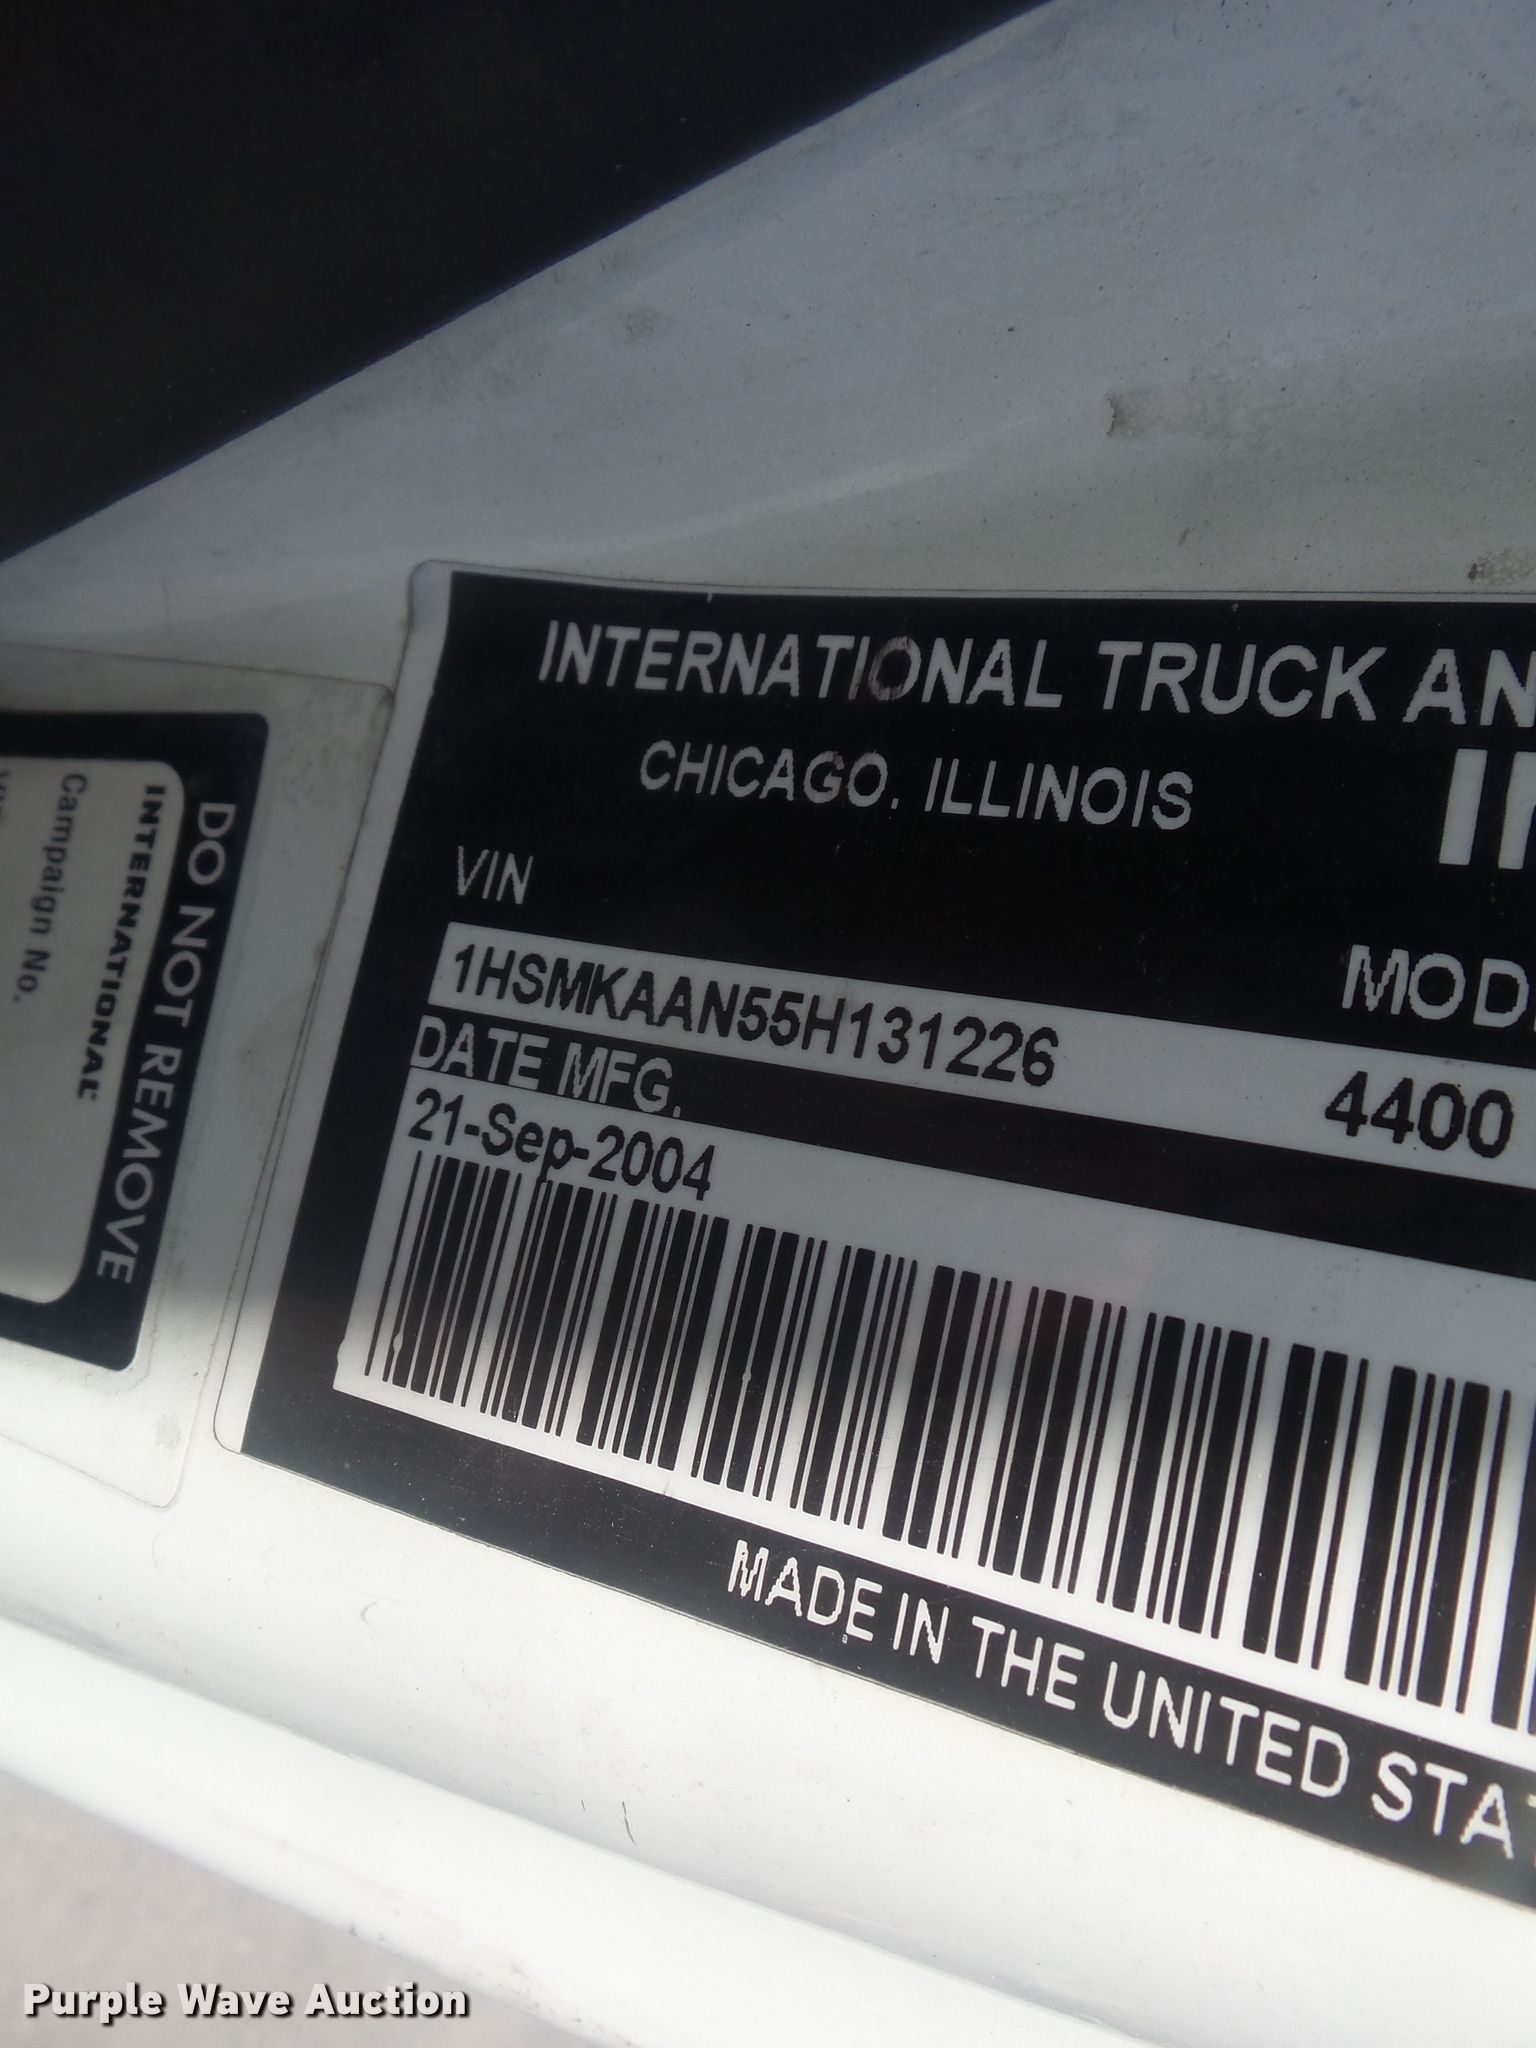 INTERNATIONAL TRUCK AN
CHICAGO, ILLINOIS
VIN
MOD
1HSMKAAN55H131226
4400
DATE MFG.
21-Sep-2004
MADE IN THE UNITED STAT
DO NOT REMOVE
INTERNATIONAL
Campaign No.
Purple Wave Auction